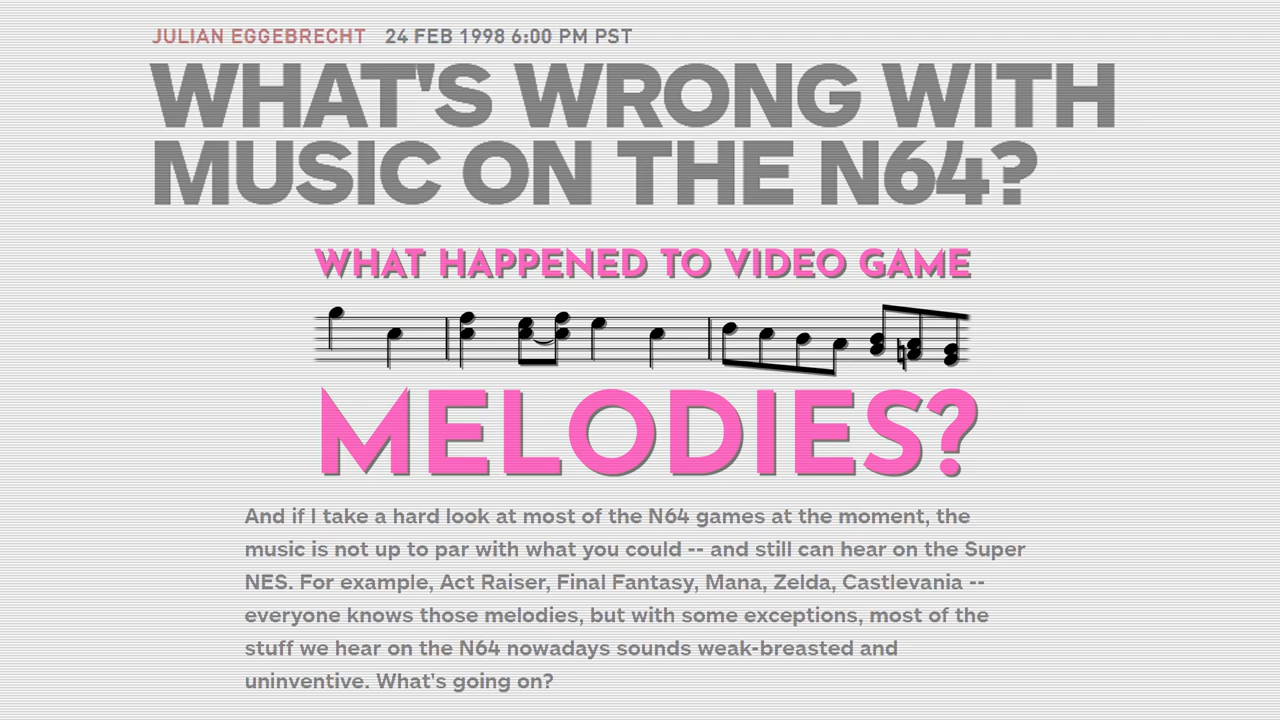 JULIAN EGGEBRECHT 24 FEB 1998 6:00 PM PST
WHAT'S WRONG WITH
MUSIC ON THE N64?
WHAT HAPPENED TO VIDEO GAME
MELODIES?
And if I take a hard look at most of the N64 games at the moment, the
music is not up to par with what you could -- and still can hear on the Super
NES. For example, Act Raiser, Final Fantasy, Mana, Zelda, Castlevania --
everyone knows those melodies, but with some exceptions, most of the
stuff we hear on the N64 nowadays sounds weak-breasted and
uninventive. What's going on?